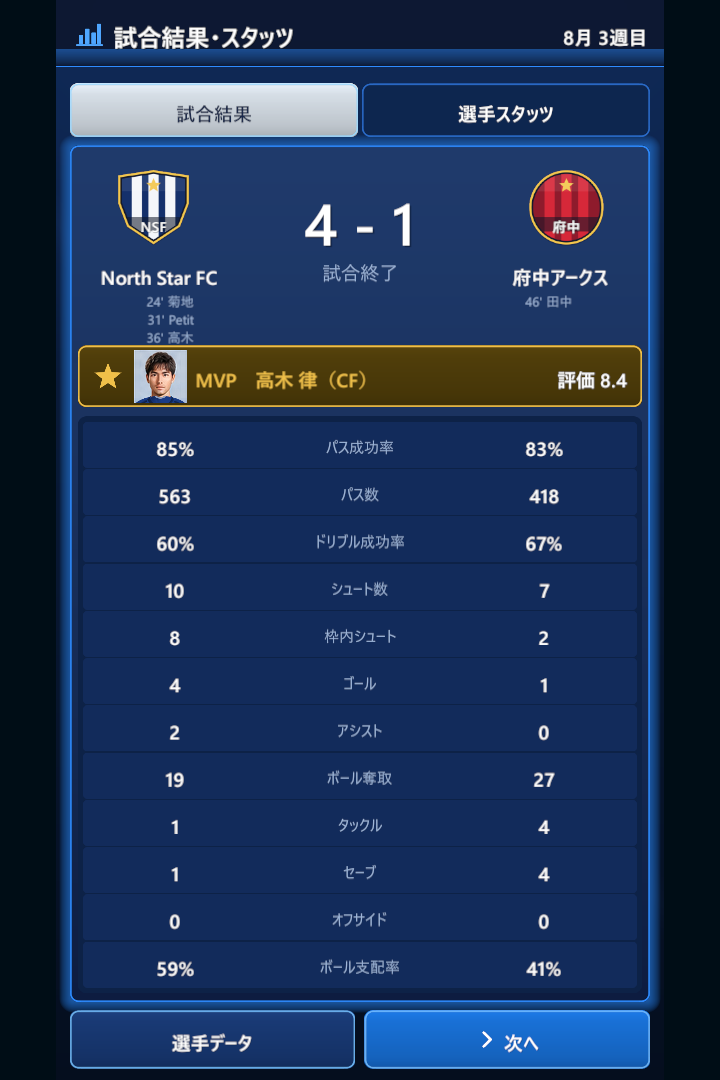 試合結果・スタッツ 8月 3週目
試合結果 選手スタッツ
NSF 府中
4 - 1
試合終了
North Star FC 府中アークス
24' 菊地 46' 田中
31' Petit
36' 高木
MVP 高木 律（CF） 評価 8.4
85% パス成功率 83%
563 パス数 418
60% ドリブル成功率 67%
10 シュート数 7
8 枠内シュート 2
4 ゴール 1
2 アシスト 0
19 ボール奪取 27
1 タックル 4
1 セーブ 4
0 オフサイド 0
59% ボール支配率 41%
選手データ 次へ